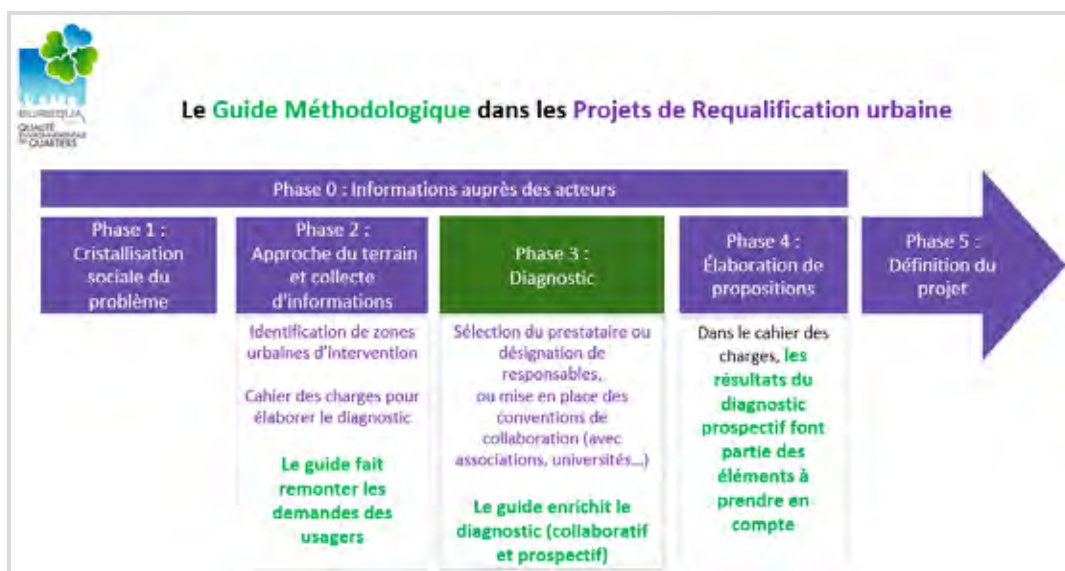 EUREQUA
QUALITÉ
ENVIRONNEMENTALE
DE QUARTIERS
Le Guide Méthodologique dans les Projets de Requalification urbaine
Phase 0 : Informations auprès des acteurs
Phase 1 :
Cristallisation
sociale du
problème
Phase 2 :
Approche du terrain
et collecte
d'informations
Identification de zones
urbaines d'intervention
Cahier des charges pour
élaborer le diagnostic
Le guide fait
remonter les
demandes des
usagers
Phase 3 :
Diagnostic
Sélection du prestataire ou
désignation de
responsables,
ou mise en place des
conventions de
collaboration (avec
associations, universités...)
Le guide enrichit le
diagnostic (collaboratif
et prospectif)
Phase 4 :
Élaboration de
propositions
Dans le cahier des
charges, les
résultats du
diagnostic
prospectif font
partie des
éléments à
prendre en
compte
Phase 5 :
Définition du
projet